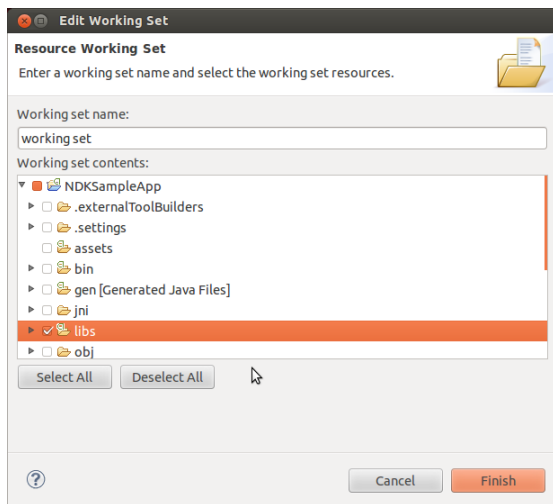 Edit Working Set
Resource Working Set
Enter a working set name and select the working set resources.
Working set name:
working set
Working set contents:
NDKSampleApp
.externalToolBuilders
.settings
assets
bin
gen [Generated Java Files]
jni
libs
obj
Select All Deselect All
? Cancel Finish